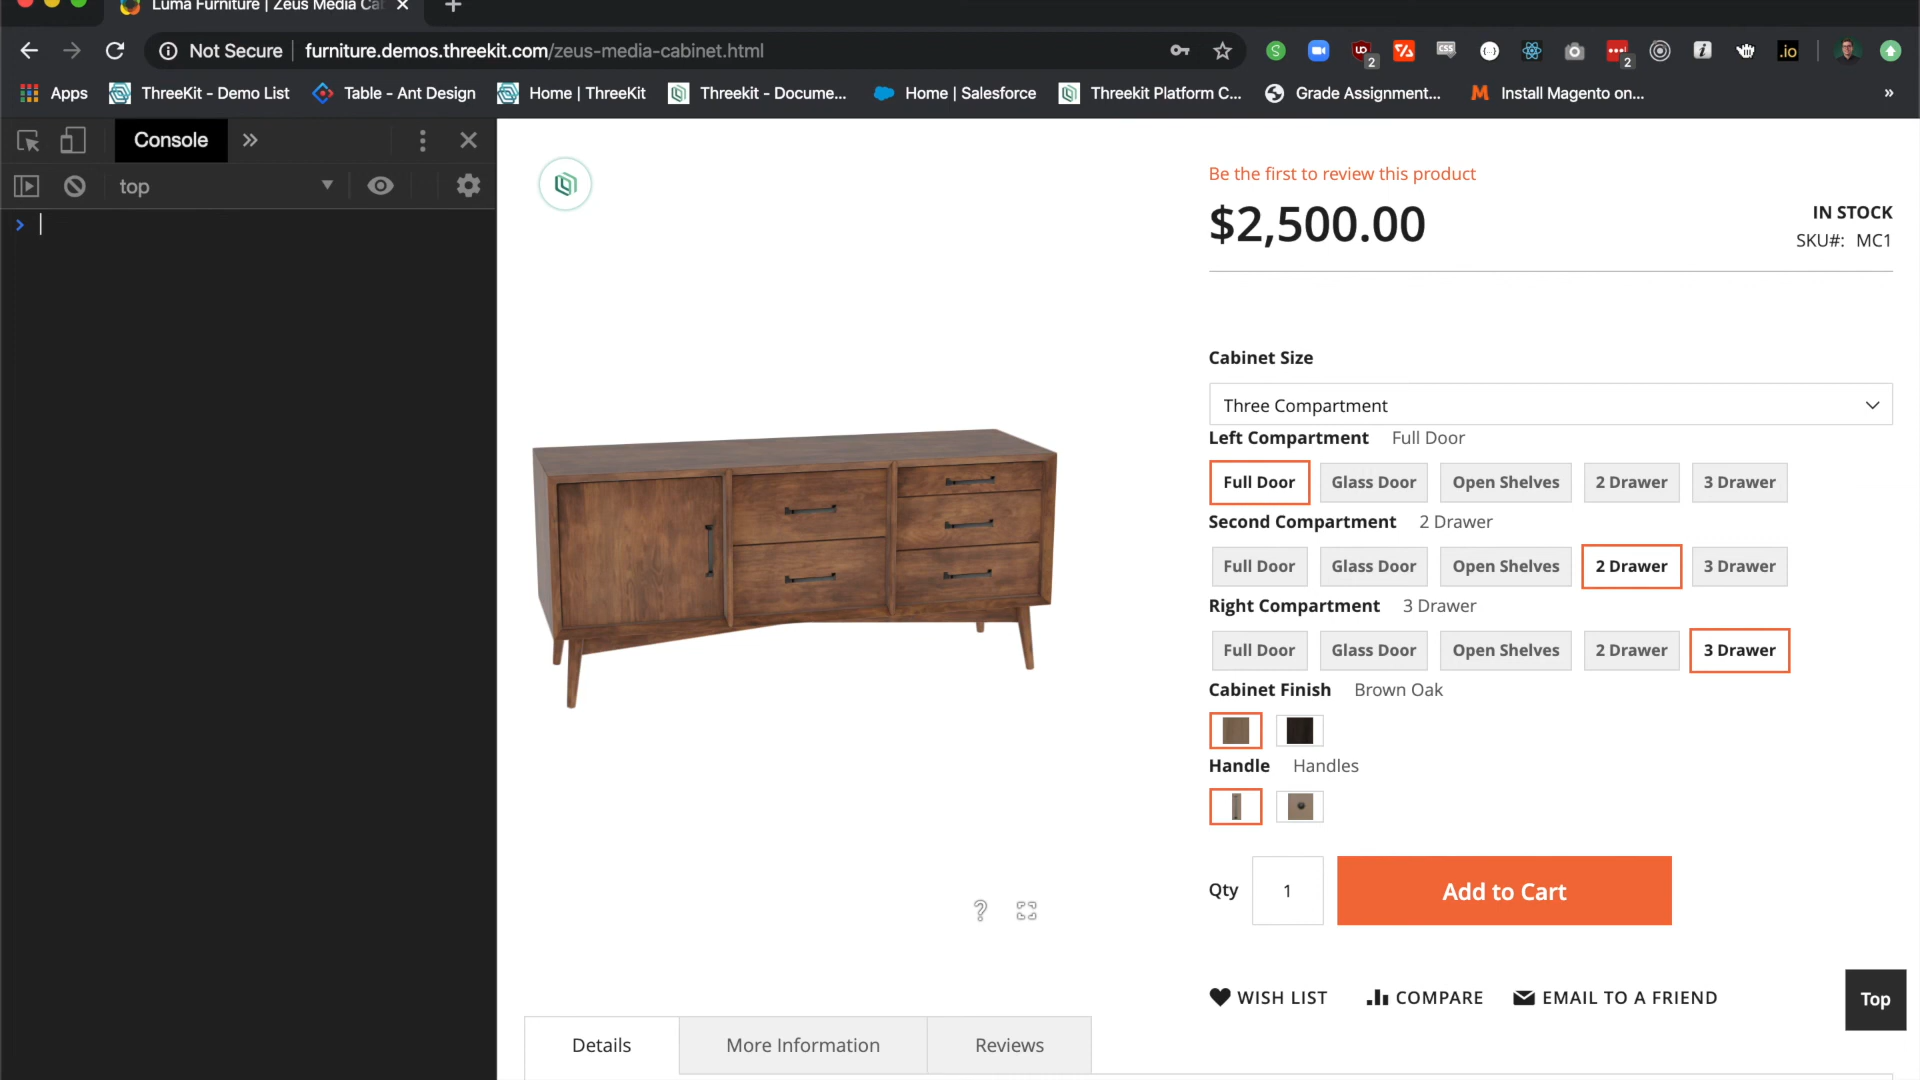 Luma Furniture | Zeus Media Cab
Not Secure
furniture.demos.threekit.com/zeus-media-cabinet.html
2
2
.io
Apps
ThreeKit - Demo List
Table - Ant Design
Home | ThreeKit
Threekit - Docume...
Home | Salesforce
Threekit Platform C...
Grade Assignment...
Install Magento on...
»
Console
top
Be the first to review this product
$2,500.00
IN STOCK
SKU#: MC1
Cabinet Size
Three Compartment
Left Compartment Full Door
Full Door Glass Door Open Shelves 2 Drawer 3 Drawer
Second Compartment 2 Drawer
Full Door Glass Door Open Shelves 2 Drawer 3 Drawer
Right Compartment 3 Drawer
Full Door Glass Door Open Shelves 2 Drawer 3 Drawer
Cabinet Finish Brown Oak
Handle Handles
Qty 1 Add to Cart
?
WISH LIST COMPARE EMAIL TO A FRIEND
Top
Details More Information Reviews